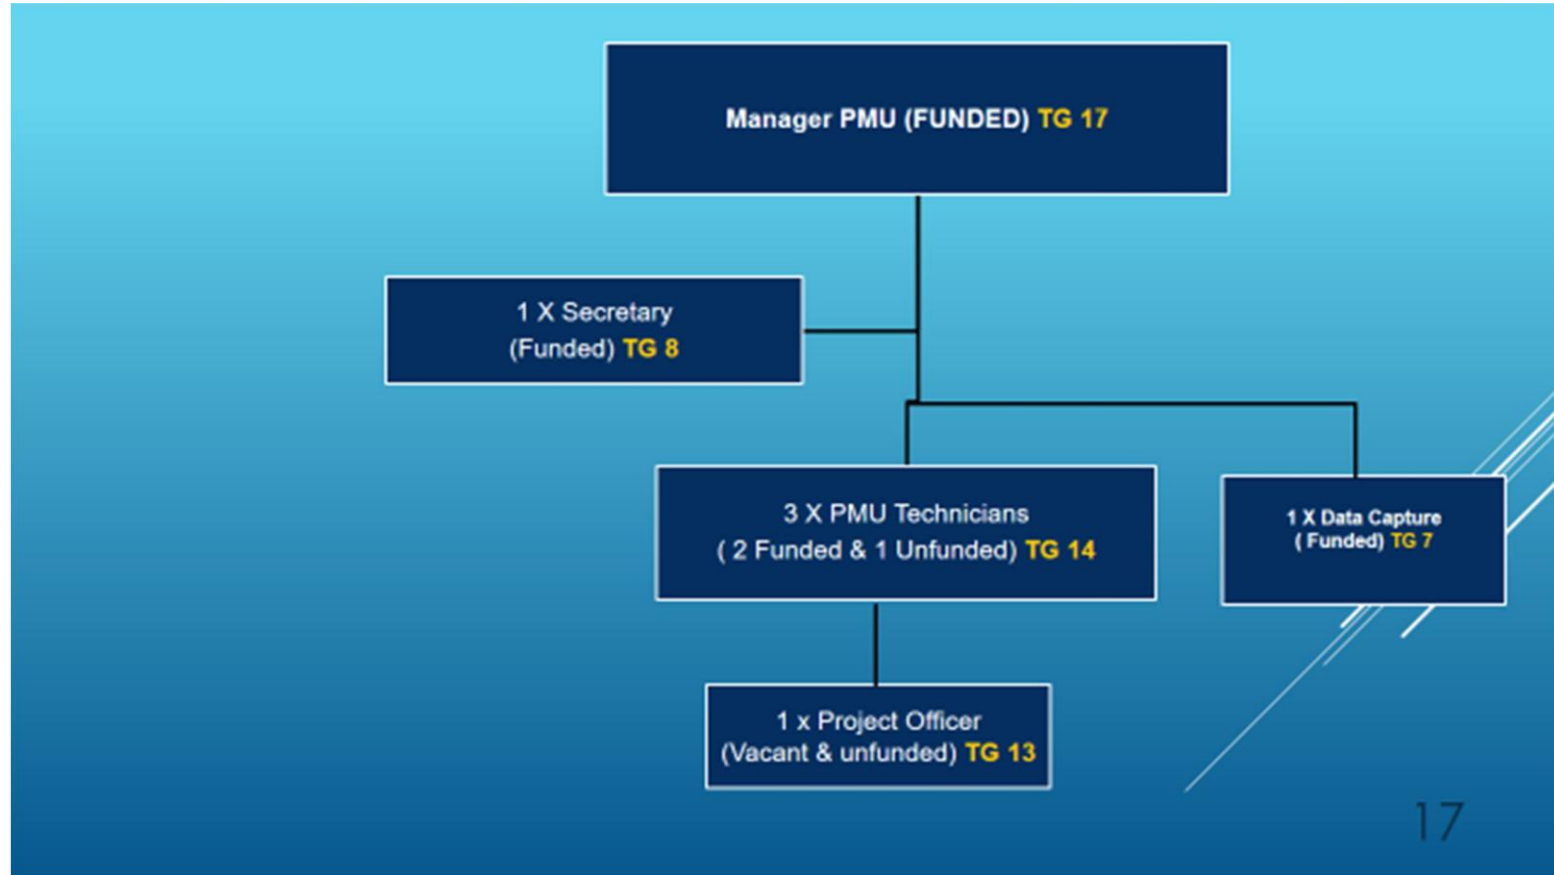 Manager PMU (FUNDED) TG 17
1 X Secretary
(Funded) TG 8
3 X PMU Technicians
( 2 Funded & 1 Unfunded) TG 14
1 X Data Capture
( Funded) TG 7
1 x Project Officer
(Vacant & unfunded) TG 13
17